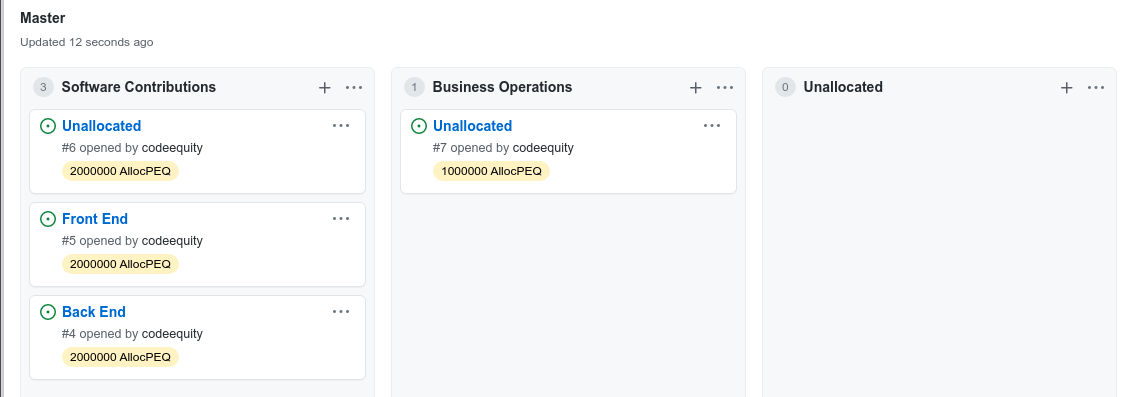 Master
Updated 12 seconds ago
3 Software Contributions
Unallocated
#6 opened by codeequity
2000000 AllocPEQ
Front End
#5 opened by codeequity
2000000 AllocPEQ
Back End
#4 opened by codeequity
2000000 AllocPEQ
1 Business Operations
Unallocated
#7 opened by codeequity
1000000 AllocPEQ
0 Unallocated